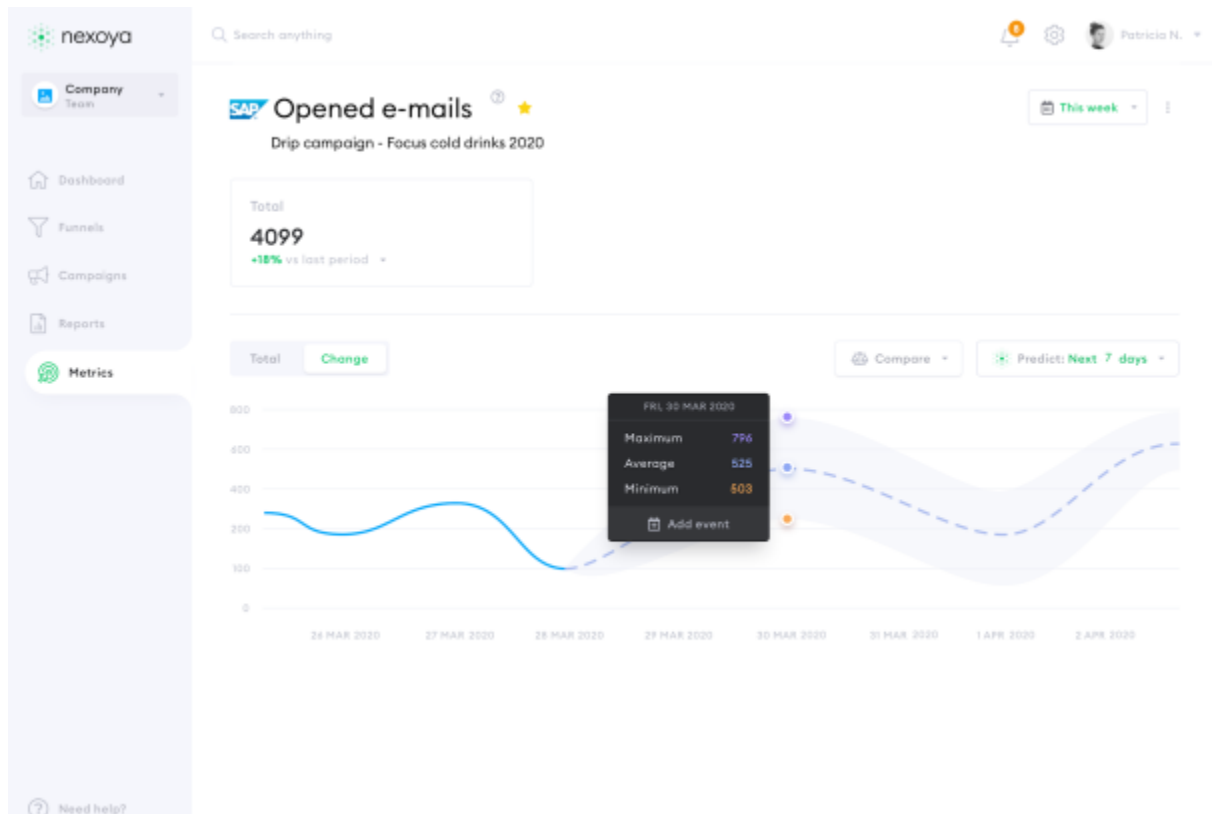 nexoya
Search anything
8
Patricia N.
Company
Team
SAP Opened e-mails
This week
Drip campaign - Focus cold drinks 2020
Dashboard
Funnels
Campaigns
Reports
Metrics
Total
4099
+18% vs last period
Total
Change
Compare
Predict: Next 7 days
800
600
400
200
100
0
FRI, 30 MAR 2020
Maximum 796
Average 525
Minimum 503
Add event
26 MAR 2020
27 MAR 2020
28 MAR 2020
29 MAR 2020
30 MAR 2020
31 MAR 2020
1 APR 2020
2 APR 2020
Need help?